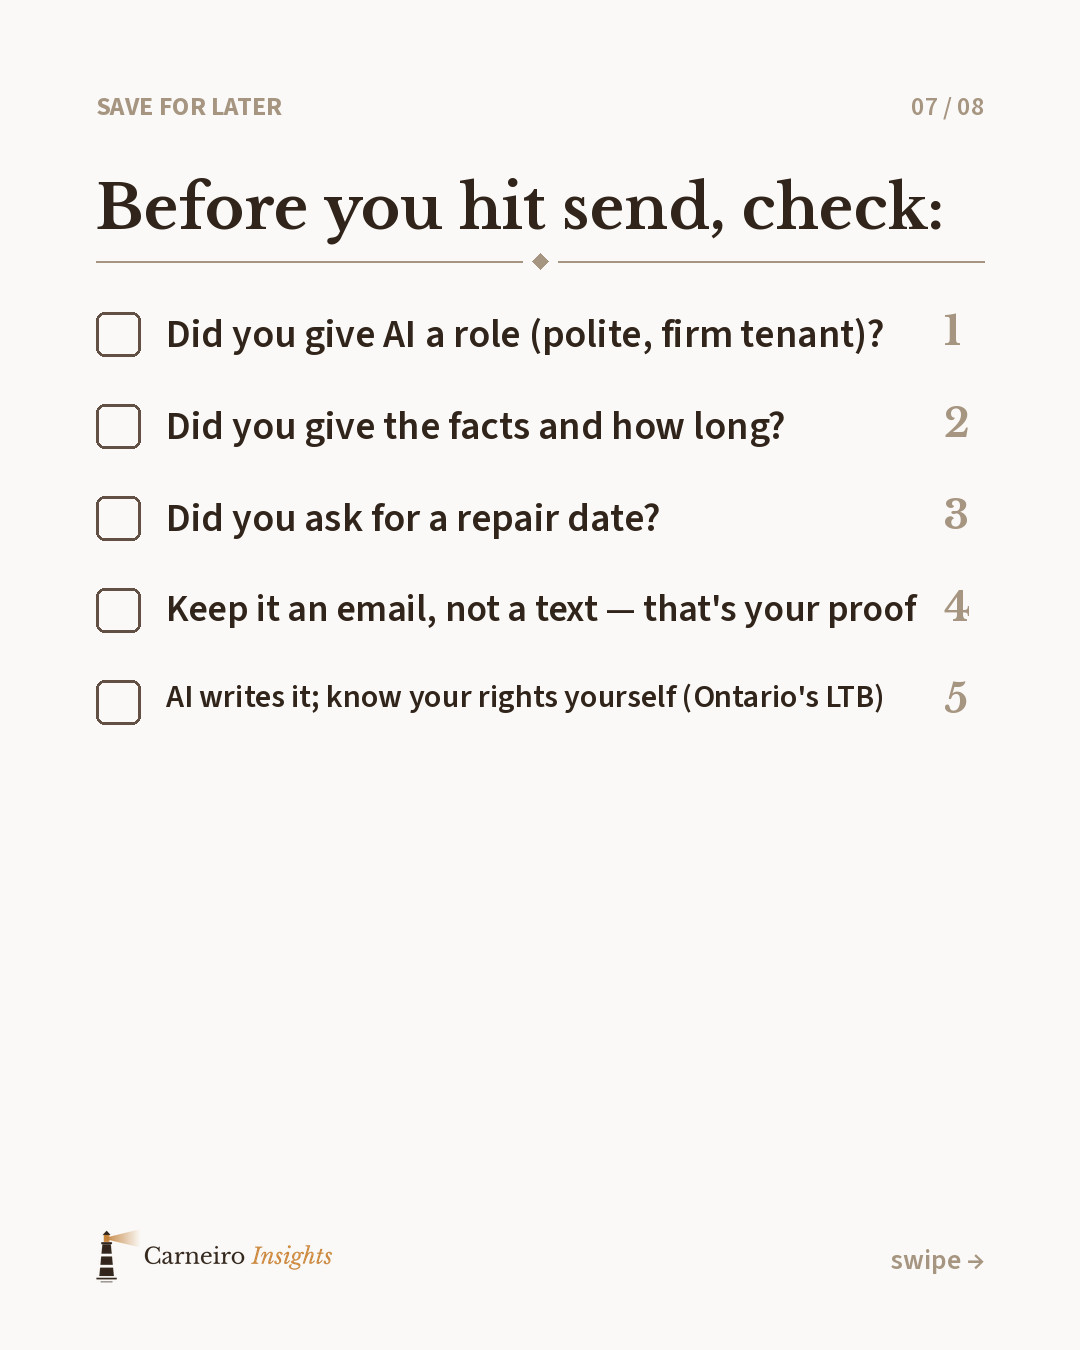 SAVE FOR LATER 07 / 08
Before you hit send, check:
Did you give AI a role (polite, firm tenant)? 1
Did you give the facts and how long? 2
Did you ask for a repair date? 3
Keep it an email, not a text — that's your proof 4
AI writes it; know your rights yourself (Ontario's LTB) 5
Carneiro Insights swipe →